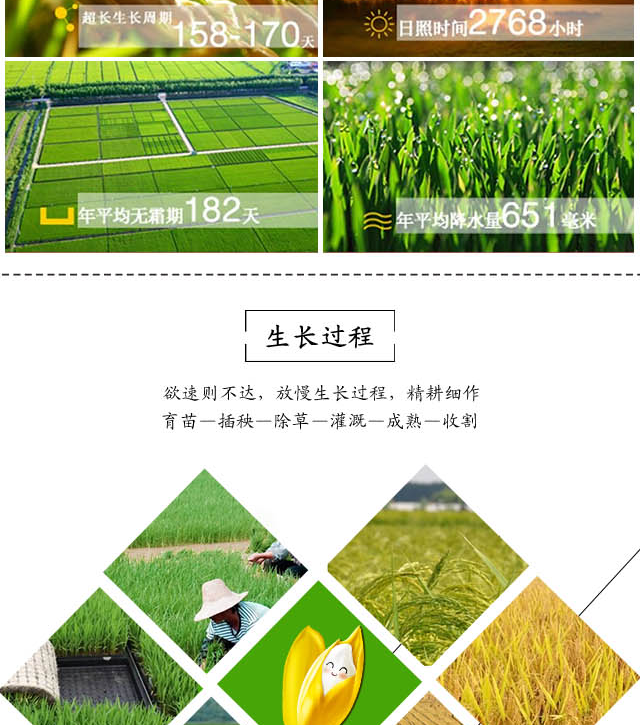 超长生长周期158-170天
日照时间2768小时
年平均无霜期182天
年平均降水量651毫米
生长过程
欲速则不达，放慢生长过程，精耕细作
育苗—插秧—除草—灌溉—成熟—收割